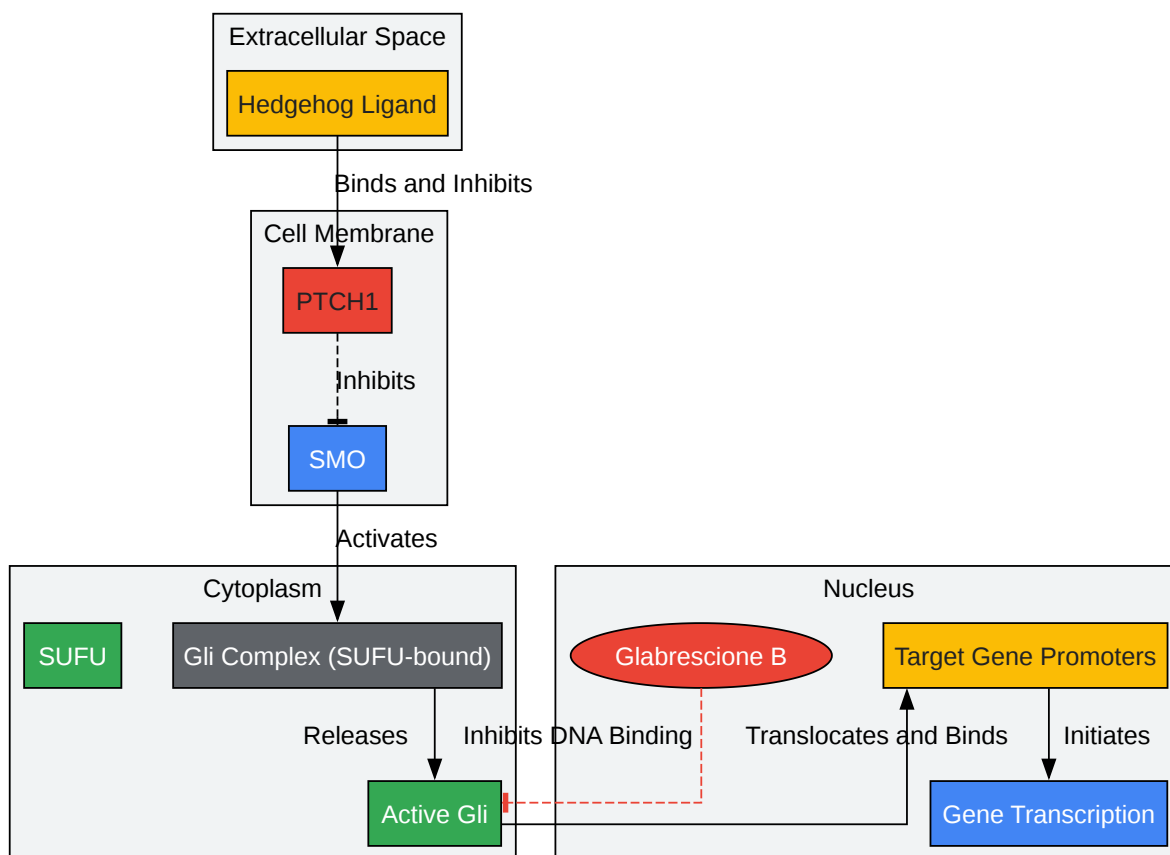 Extracellular Space
Hedgehog Ligand
Binds and Inhibits
Cell Membrane
PTCH1
Inhibits
SMO
Activates
Cytoplasm
SUFU
Gli Complex (SUFU-bound)
Releases
Active Gli
Nucleus
Glabrescione B
Inhibits DNA Binding
Target Gene Promoters
Translocates and Binds
Initiates
Gene Transcription